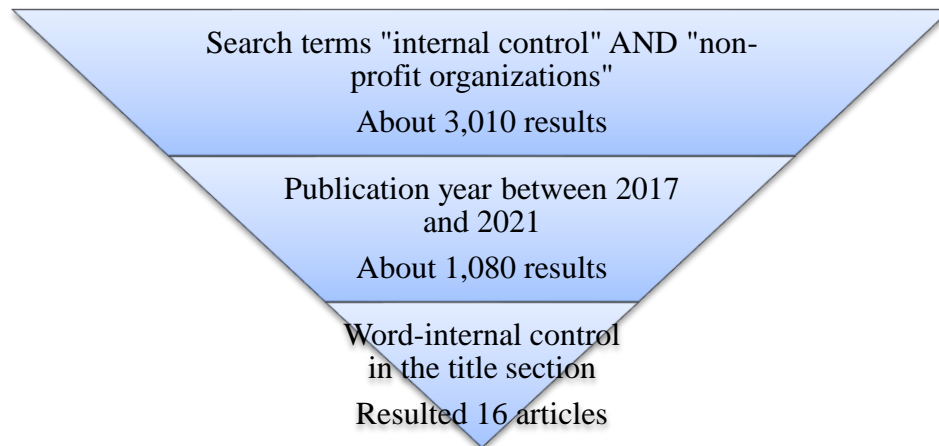 Search terms "internal control" AND "non-
profit organizations"
About 3,010 results
Publication year between 2017
and 2021
About 1,080 results
Word-internal control
in the title section
Resulted 16 articles